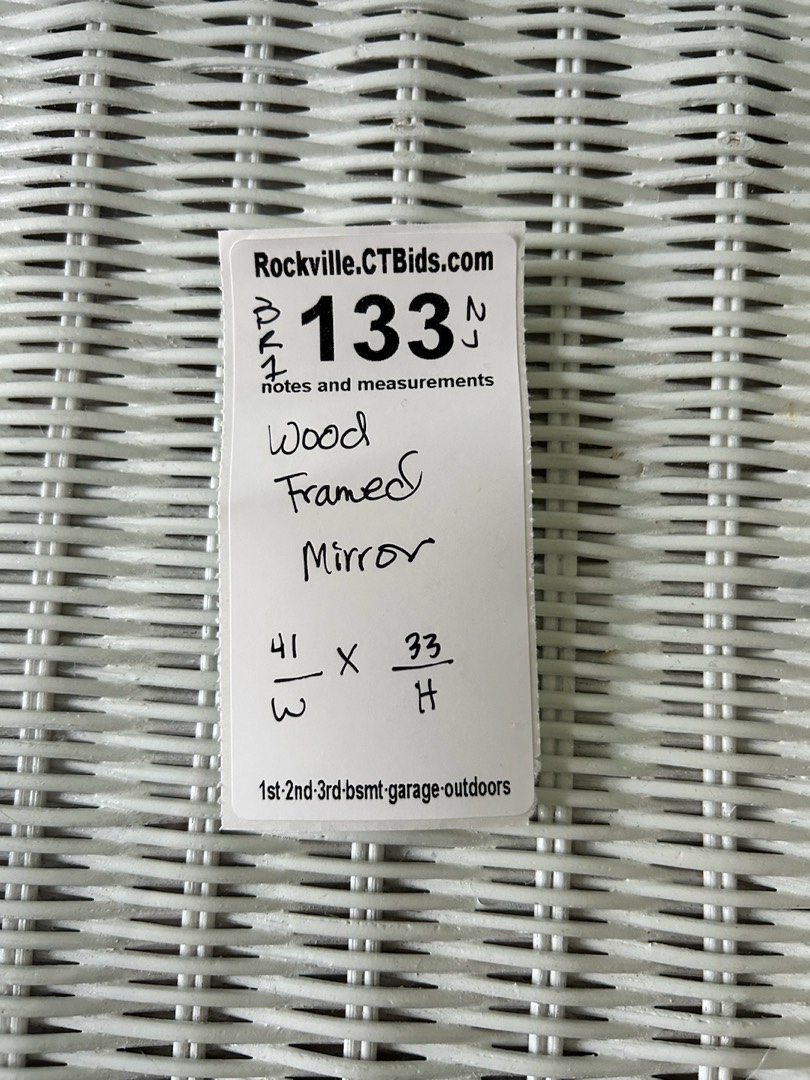 Rockville.CTBids.com
133
notes and measurements
Wood
Framed
Mirror
41 X 33
W H
1st·2nd·3rd·bsmt·garage·outdoors